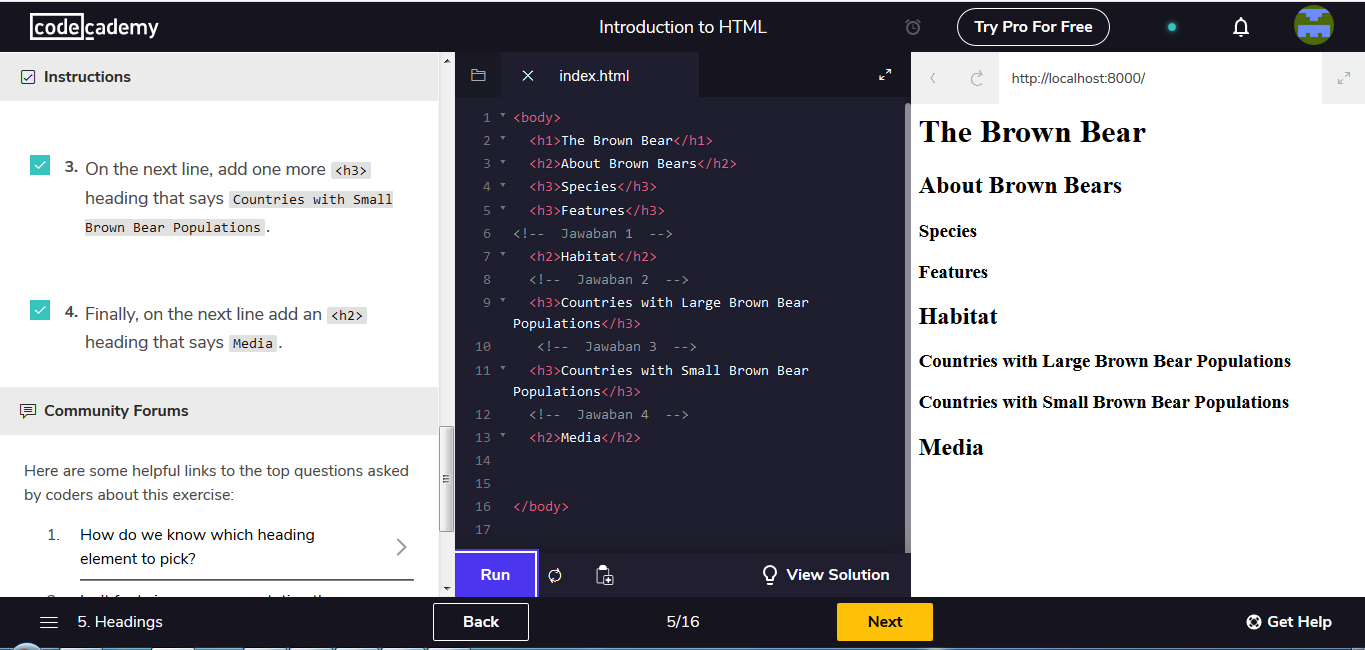 codecademy
Introduction to HTML
Try Pro For Free
Instructions
3. On the next line, add one more <h3>
heading that says Countries with Small
Brown Bear Populations.
4. Finally, on the next line add an <h2>
heading that says Media.
Community Forums
Here are some helpful links to the top questions asked
by coders about this exercise:
1. How do we know which heading
element to pick?
index.html
1 <body>
2 <h1>The Brown Bear</h1>
3 <h2>About Brown Bears</h2>
4 <h3>Species</h3>
5 <h3>Features</h3>
6 <!-- Jawaban 1 -->
7 <h2>Habitat</h2>
8 <!-- Jawaban 2 -->
9 <h3>Countries with Large Brown Bear
Populations</h3>
10 <!-- Jawaban 3 -->
11 <h3>Countries with Small Brown Bear
Populations</h3>
12 <!-- Jawaban 4 -->
13 <h2>Media</h2>
14
15
16 </body>
17
Run
View Solution
http://localhost:8000/
The Brown Bear
About Brown Bears
Species
Features
Habitat
Countries with Large Brown Bear Populations
Countries with Small Brown Bear Populations
Media
5. Headings
Back
5/16
Next
Get Help